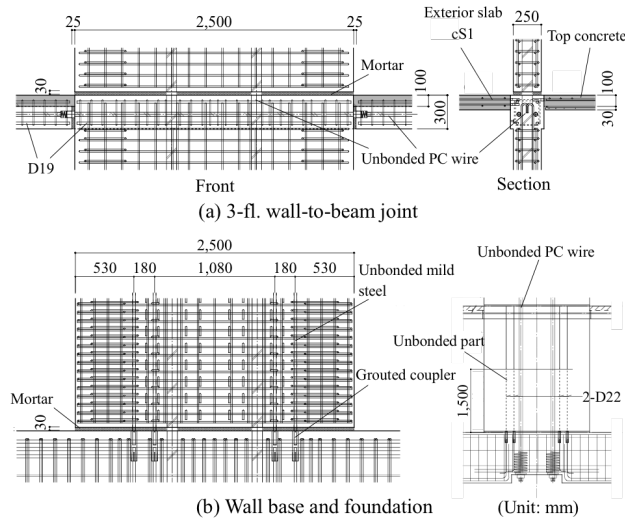 25
2,500
25
Exterior slab
cS1
250
Top concrete
Mortar
30
100
300
100
30
D19
Unbonded PC wire
Front
Section
(a) 3-fl. wall-to-beam joint
2,500
530
180
1,080
180
530
Unbonded mild
steel
Unbonded PC wire
Unbonded part
Grouted coupler
1,500
2-D22
Mortar
30
(b) Wall base and foundation
(Unit: mm)